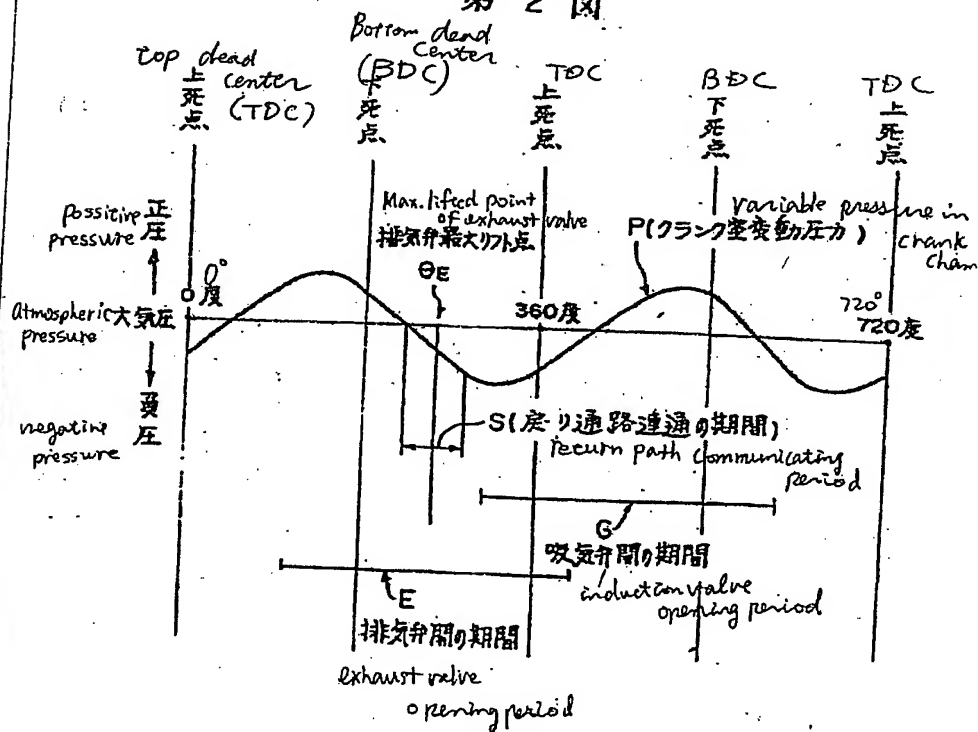 第 2 図
top dead
center
(TDC)
上死点
Bottom dead
center
(BDC)
下死点
TDC
上死点
BDC
下死点
TDC
上死点
possitive
pressure
正圧
Max. lifted point
of exhaust valve
排気弁最大リフト点
θE
variable pressure in
crank
cham
P(クランク室変動圧力)
0°
0度
atmospheric
pressure
大気圧
360度
720°
720度
negative
pressure
圧
S(戻り通路連通の期間)
return path communicating
period
G
吸気弁開の期間
induction valve
opening period
E
排気弁開の期間
exhaust valve
opening period